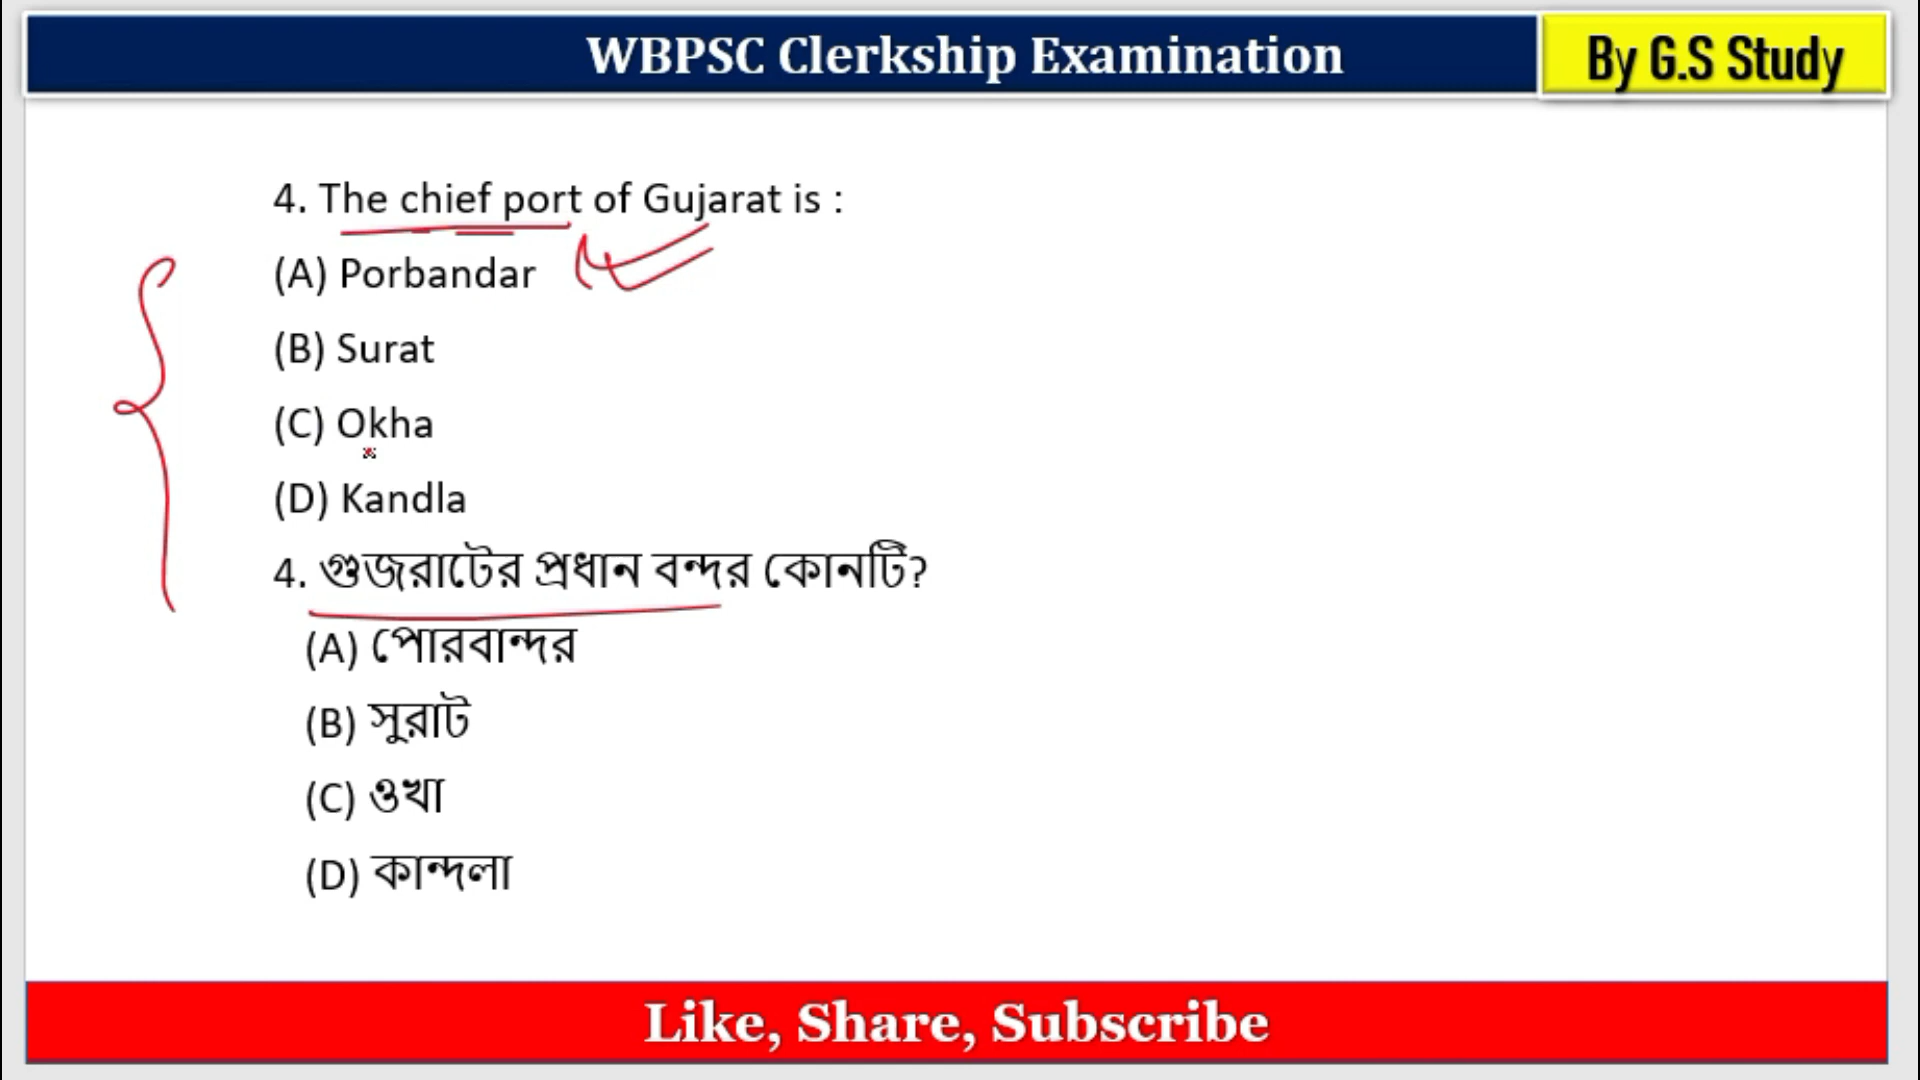 WBPSC Clerkship Examination
By G.S Study
4. The chief port of Gujarat is :
(A) Porbandar
(B) Surat
(C) Okha
(D) Kandla
4. গুজরাটের প্রধান বন্দর কোনটি?
(A) পোরবান্দর
(B) সুরাট
(C) ওখা
(D) কান্দলা
Like, Share, Subscribe